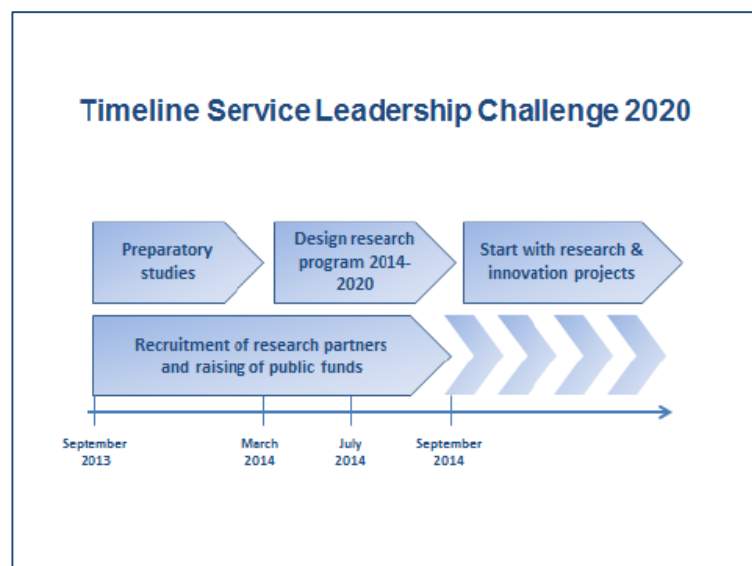 Timeline Service Leadership Challenge 2020
Preparatory
studies
Design research
program 2014-
2020
Start with research &
innovation projects
Recruitment of research partners
and raising of public funds
September
2013
March
2014
July
2014
September
2014